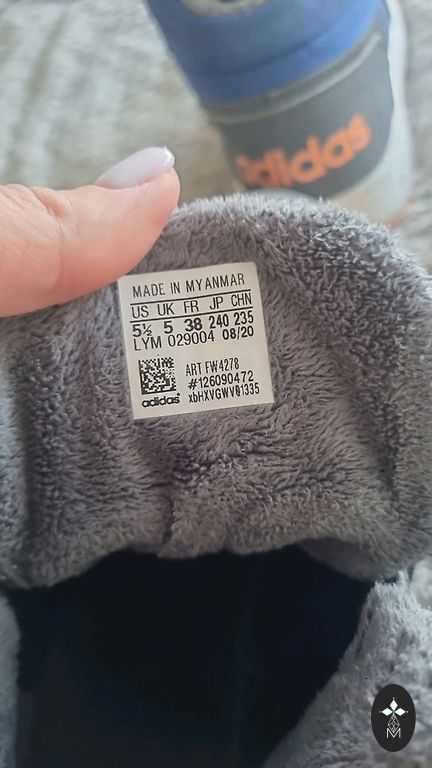 adidas
MADE IN MYANMAR
US UK FR JP CHN
5½ 5 38 240 235
LYM 029004 08/20
ART FW4278
#126090472
xbHXVGWV01335
adidas
M